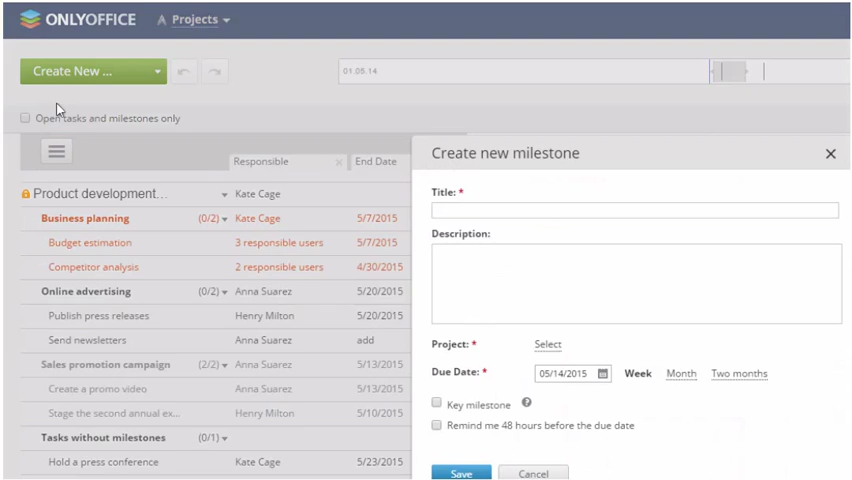 ONLYOFFICE Projects
Create New ...
01.05.14
Open tasks and milestones only
Responsible x End Date
Product development... Kate Cage
Business planning (0/2) Kate Cage 5/7/2015
Budget estimation 3 responsible users 5/7/2015
Competitor analysis 2 responsible users 4/30/2015
Online advertising (0/2) Anna Suarez 5/20/2015
Publish press releases Henry Milton 5/20/2015
Send newsletters Anna Suarez add
Sales promotion campaign (2/2) Anna Suarez 5/13/2015
Create a promo video Anna Suarez 5/13/2015
Stage the second annual ex... Henry Milton 5/10/2015
Tasks without milestones (0/1)
Hold a press conference Kate Cage 5/23/2015
Create new milestone
Title: *
Description:
Project: * Select
Due Date: * 05/14/2015 Week Month Two months
Key milestone ?
Remind me 48 hours before the due date
Save Cancel